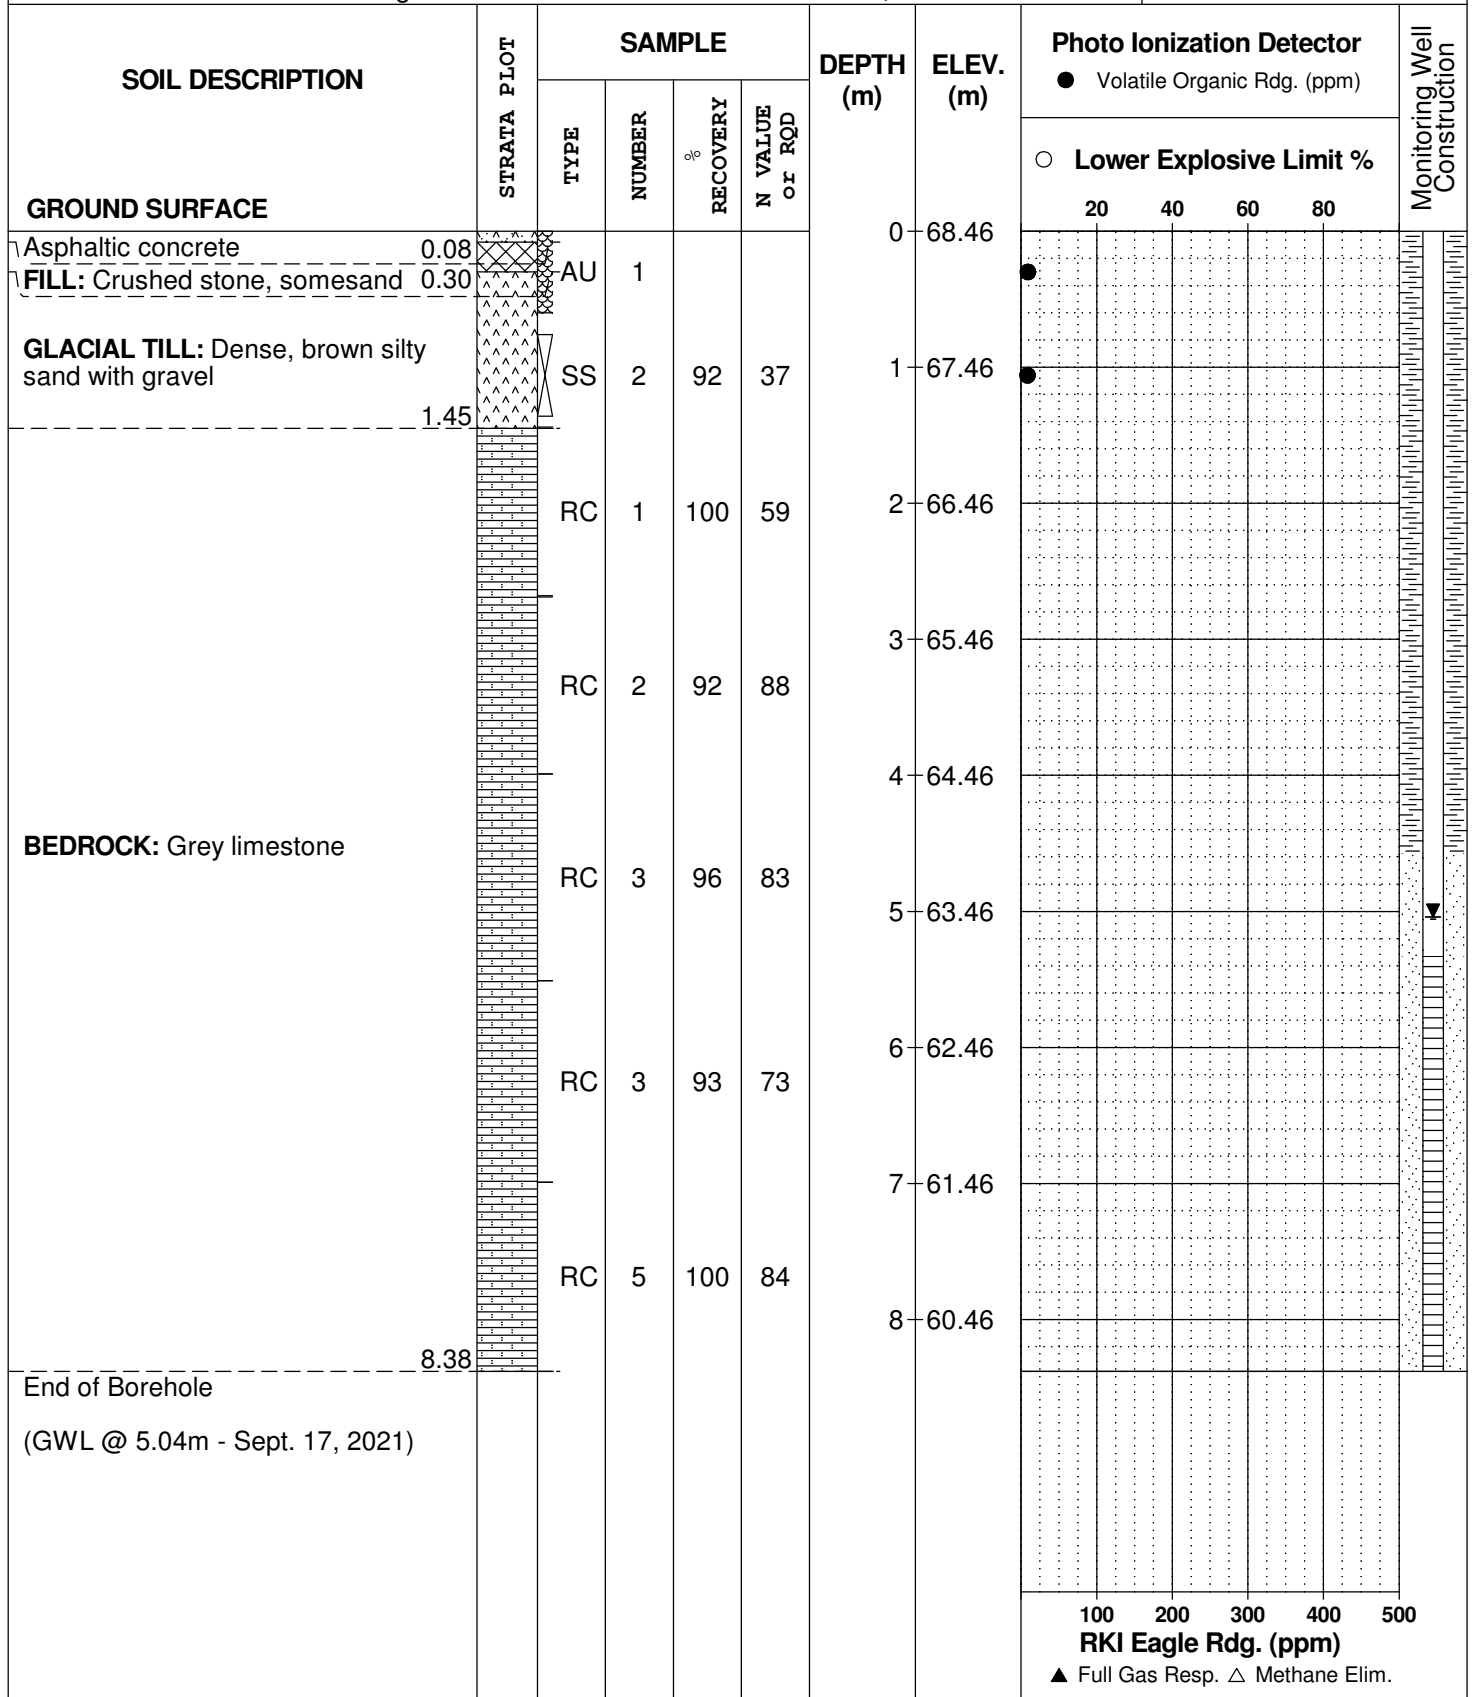 SOIL DESCRIPTION
GROUND SURFACE
STRATA PLOT
SAMPLE
TYPE
NUMBER
% RECOVERY
N VALUE or RQD
DEPTH (m)
ELEV. (m)
Photo Ionization Detector
● Volatile Organic Rdg. (ppm)
○ Lower Explosive Limit %
20 40 60 80
Monitoring Well Construction
0 68.46
Asphaltic concrete 0.08
FILL: Crushed stone, somesand 0.30
AU 1
GLACIAL TILL: Dense, brown silty
sand with gravel
1.45
SS 2 92 37
1 67.46
RC 1 100 59
2 66.46
3 65.46
RC 2 92 88
4 64.46
BEDROCK: Grey limestone
RC 3 96 83
5 63.46
6 62.46
RC 3 93 73
7 61.46
RC 5 100 84
8 60.46
8.38
End of Borehole
(GWL @ 5.04m - Sept. 17, 2021)
100 200 300 400 500
RKI Eagle Rdg. (ppm)
▲ Full Gas Resp. △ Methane Elim.